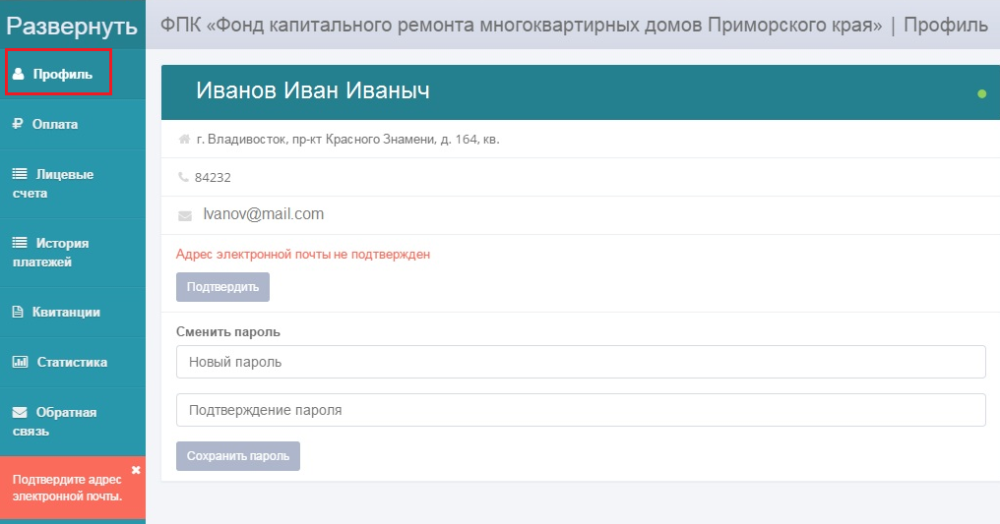 Развернуть
ФПК «Фонд капитального ремонта многоквартирных домов Приморского края» | Профиль
Профиль
Оплата
Лицевые
счета
История
платежей
Квитанции
Статистика
Обратная
связь
Подтвердите адрес
электронной почты.
Иванов Иван Иваныч
г. Владивосток, пр-кт Красного Знамени, д. 164, кв.
84232
Ivanov@mail.com
Адрес электронной почты не подтвержден
Подтвердить
Сменить пароль
Новый пароль
Подтверждение пароля
Сохранить пароль